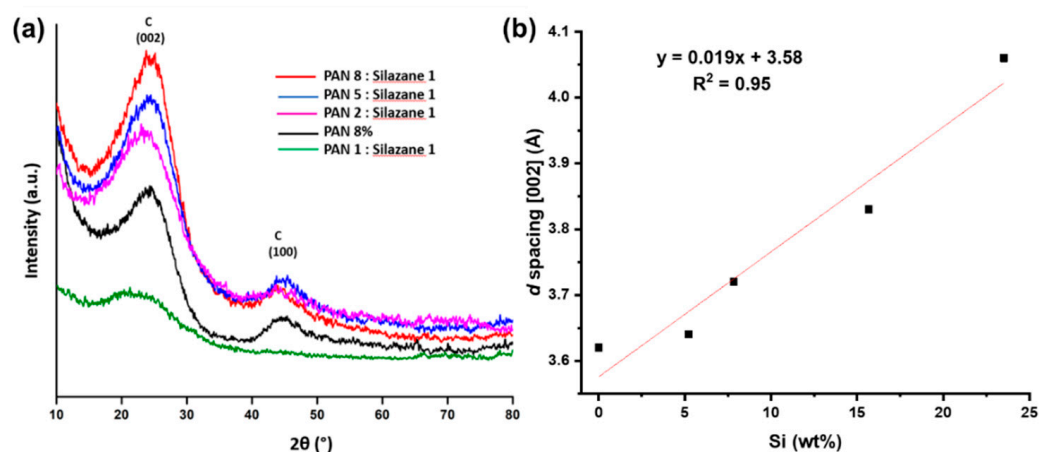 (a)
C
(002)
PAN 8 : Silazane 1
PAN 5 : Silazane 1
PAN 2 : Silazane 1
PAN 8%
PAN 1 : Silazane 1
C
(100)
Intensity (a.u.)
10 20 30 40 50 60 70 80
2θ (°)
(b)
y = 0.019x + 3.58
R² = 0.95
4.1
4.0
3.9
3.8
3.7
3.6
d spacing [002] (Å)
0 5 10 15 20 25
Si (wt%)